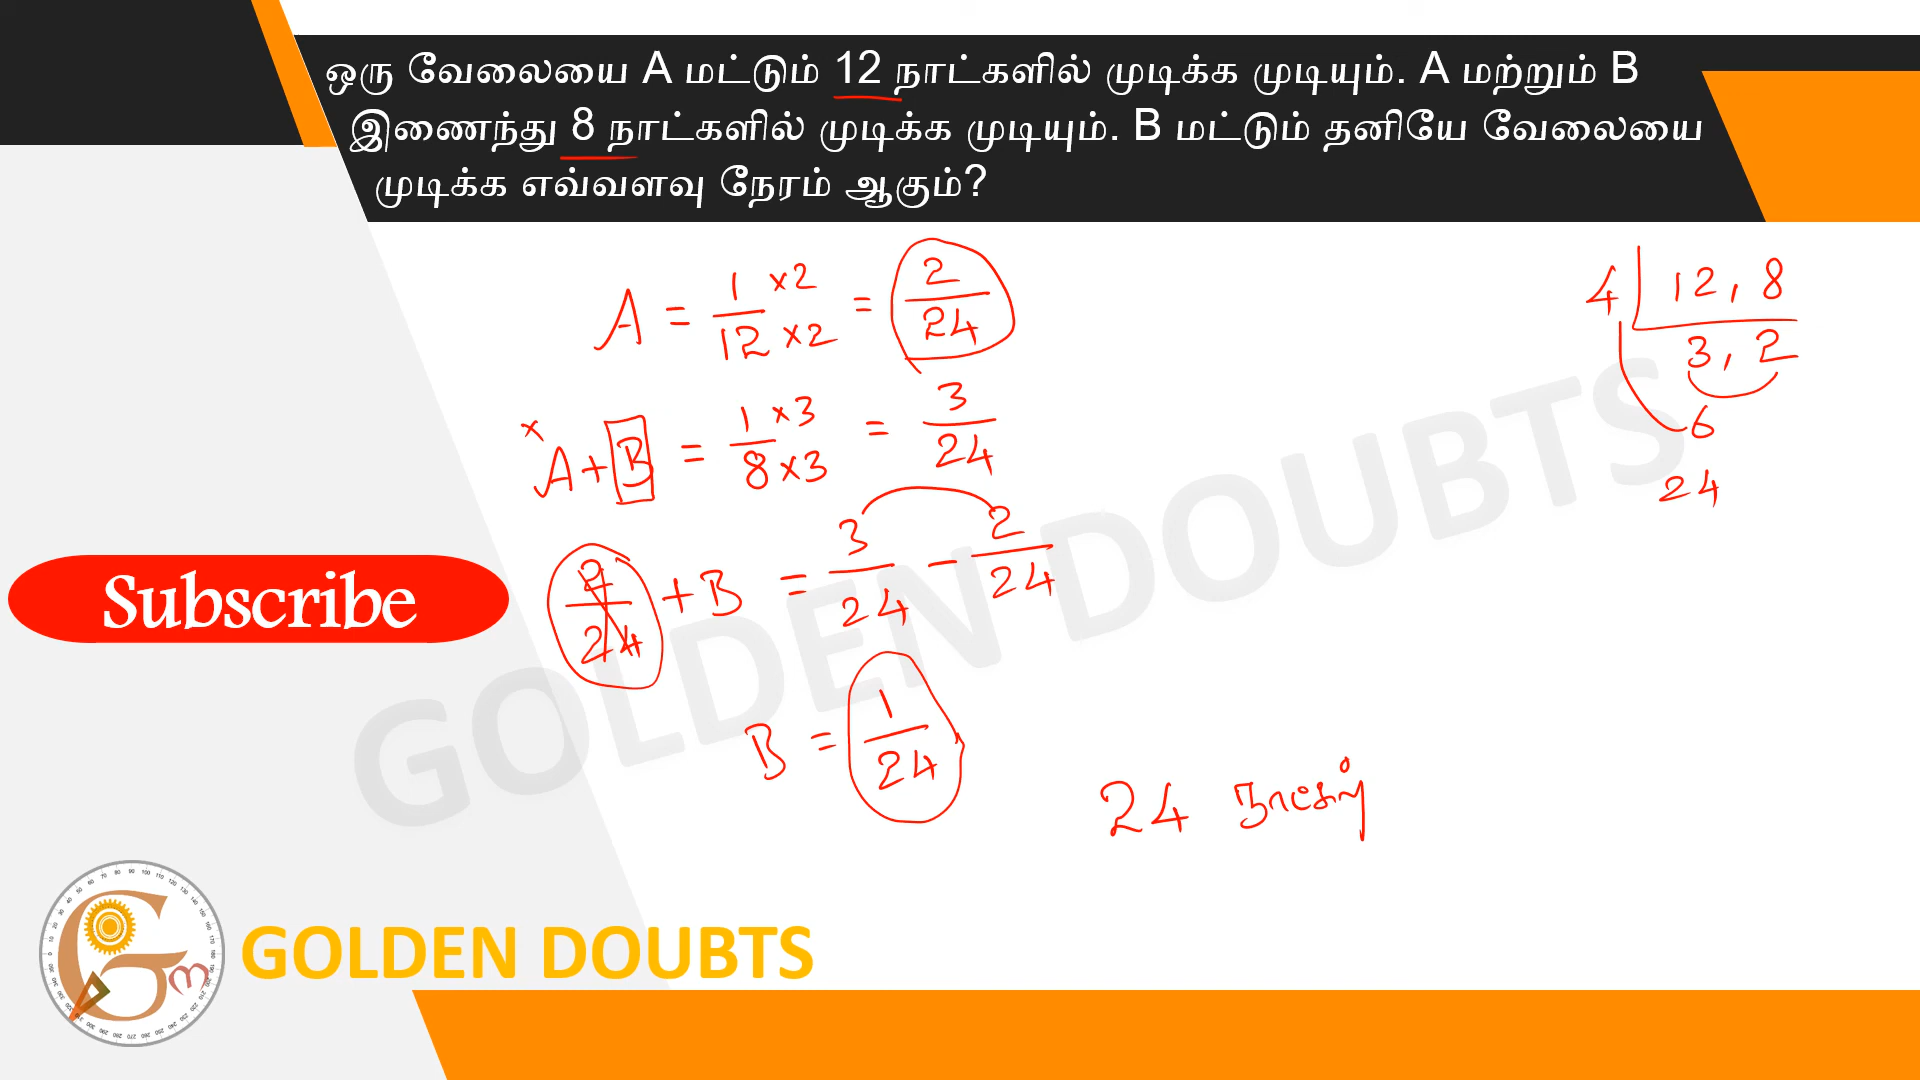 ஒரு வேலையை A மட்டும் 12 நாட்களில் முடிக்க முடியும். A மற்றும் B
இணைந்து 8 நாட்களில் முடிக்க முடியும். B மட்டும் தனியே வேலையை
முடிக்க எவ்வளவு நேரம் ஆகும்?
A = 1/12 ×2/×2 = 2/24
4 | 12, 8
3, 2
6
24
× A + B = 1/8 ×3/×3 = 3/24
2/24 + B = 3/24 - 2/24
B = 1/24
24 நாட்கள்
Subscribe
GOLDEN DOUBTS
GOLDEN DOUBTS